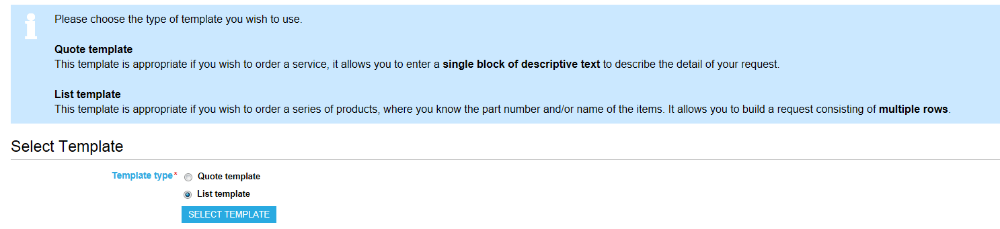 Please choose the type of template you wish to use.
Quote template
This template is appropriate if you wish to order a service, it allows you to enter a single block of descriptive text to describe the detail of your request.
List template
This template is appropriate if you wish to order a series of products, where you know the part number and/or name of the items. It allows you to build a request consisting of multiple rows.
Select Template
Template type* Quote template
List template
SELECT TEMPLATE